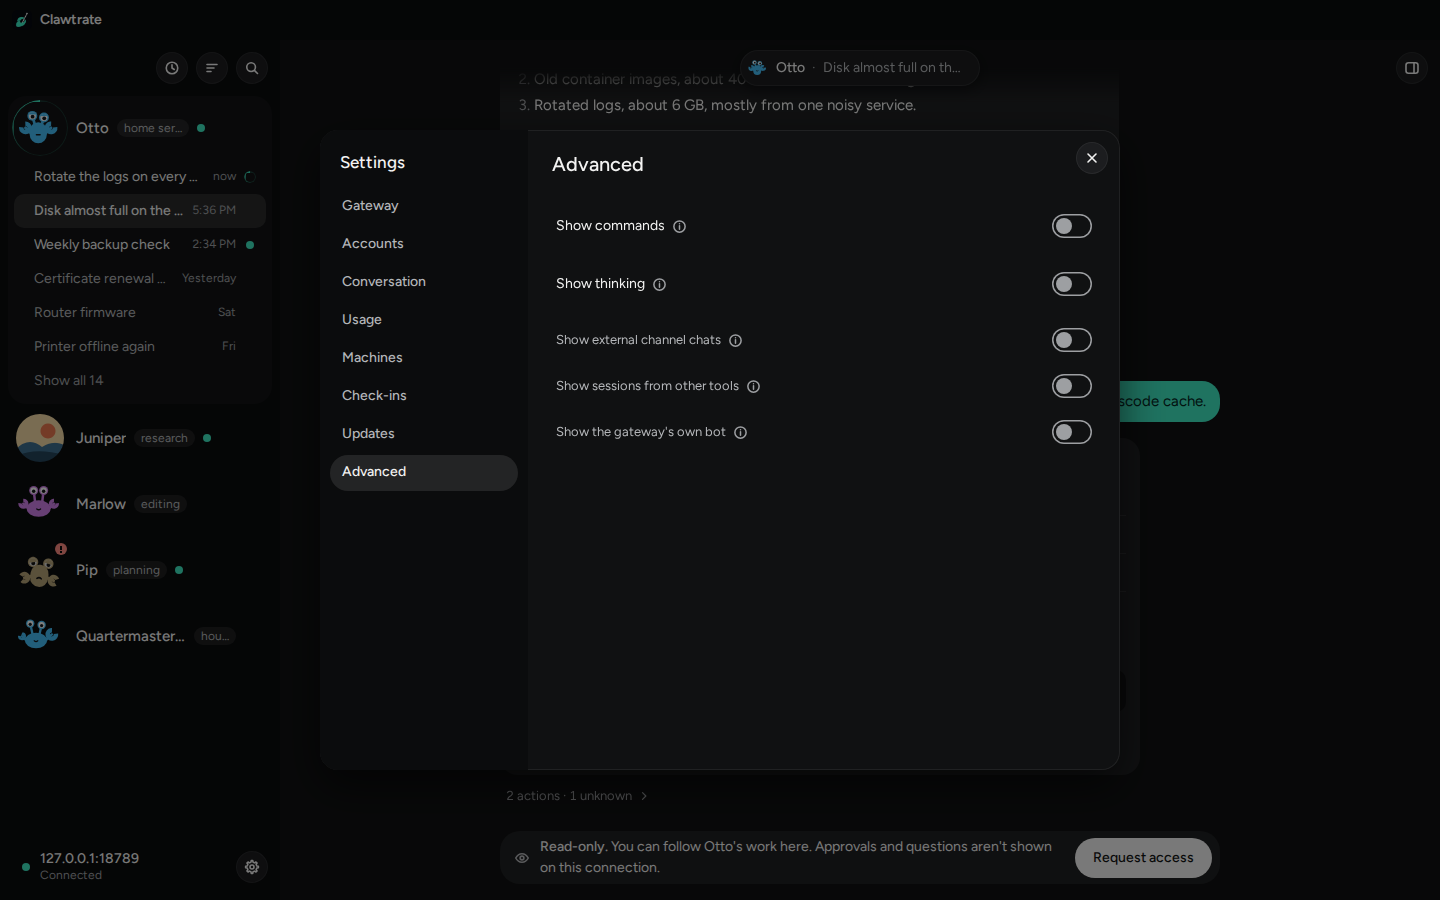 Clawtrate
Otto · Disk almost full on th...
2. Old container images, about 40
3. Rotated logs, about 6 GB, mostly from one noisy service.
Otto home ser...
Rotate the logs on every ... now
Disk almost full on the ... 5:36 PM
Weekly backup check 2:34 PM
Certificate renewal ... Yesterday
Router firmware Sat
Printer offline again Fri
Show all 14
Juniper research
Marlow editing
Pip planning
Quartermaster... hou...
127.0.0.1:18789
Connected
Settings
Gateway
Accounts
Conversation
Usage
Machines
Check-ins
Updates
Advanced
Advanced
Show commands
Show thinking
Show external channel chats
Show sessions from other tools
Show the gateway's own bot
scode cache.
2 actions · 1 unknown
Read-only. You can follow Otto's work here. Approvals and questions aren't shown
on this connection.
Request access